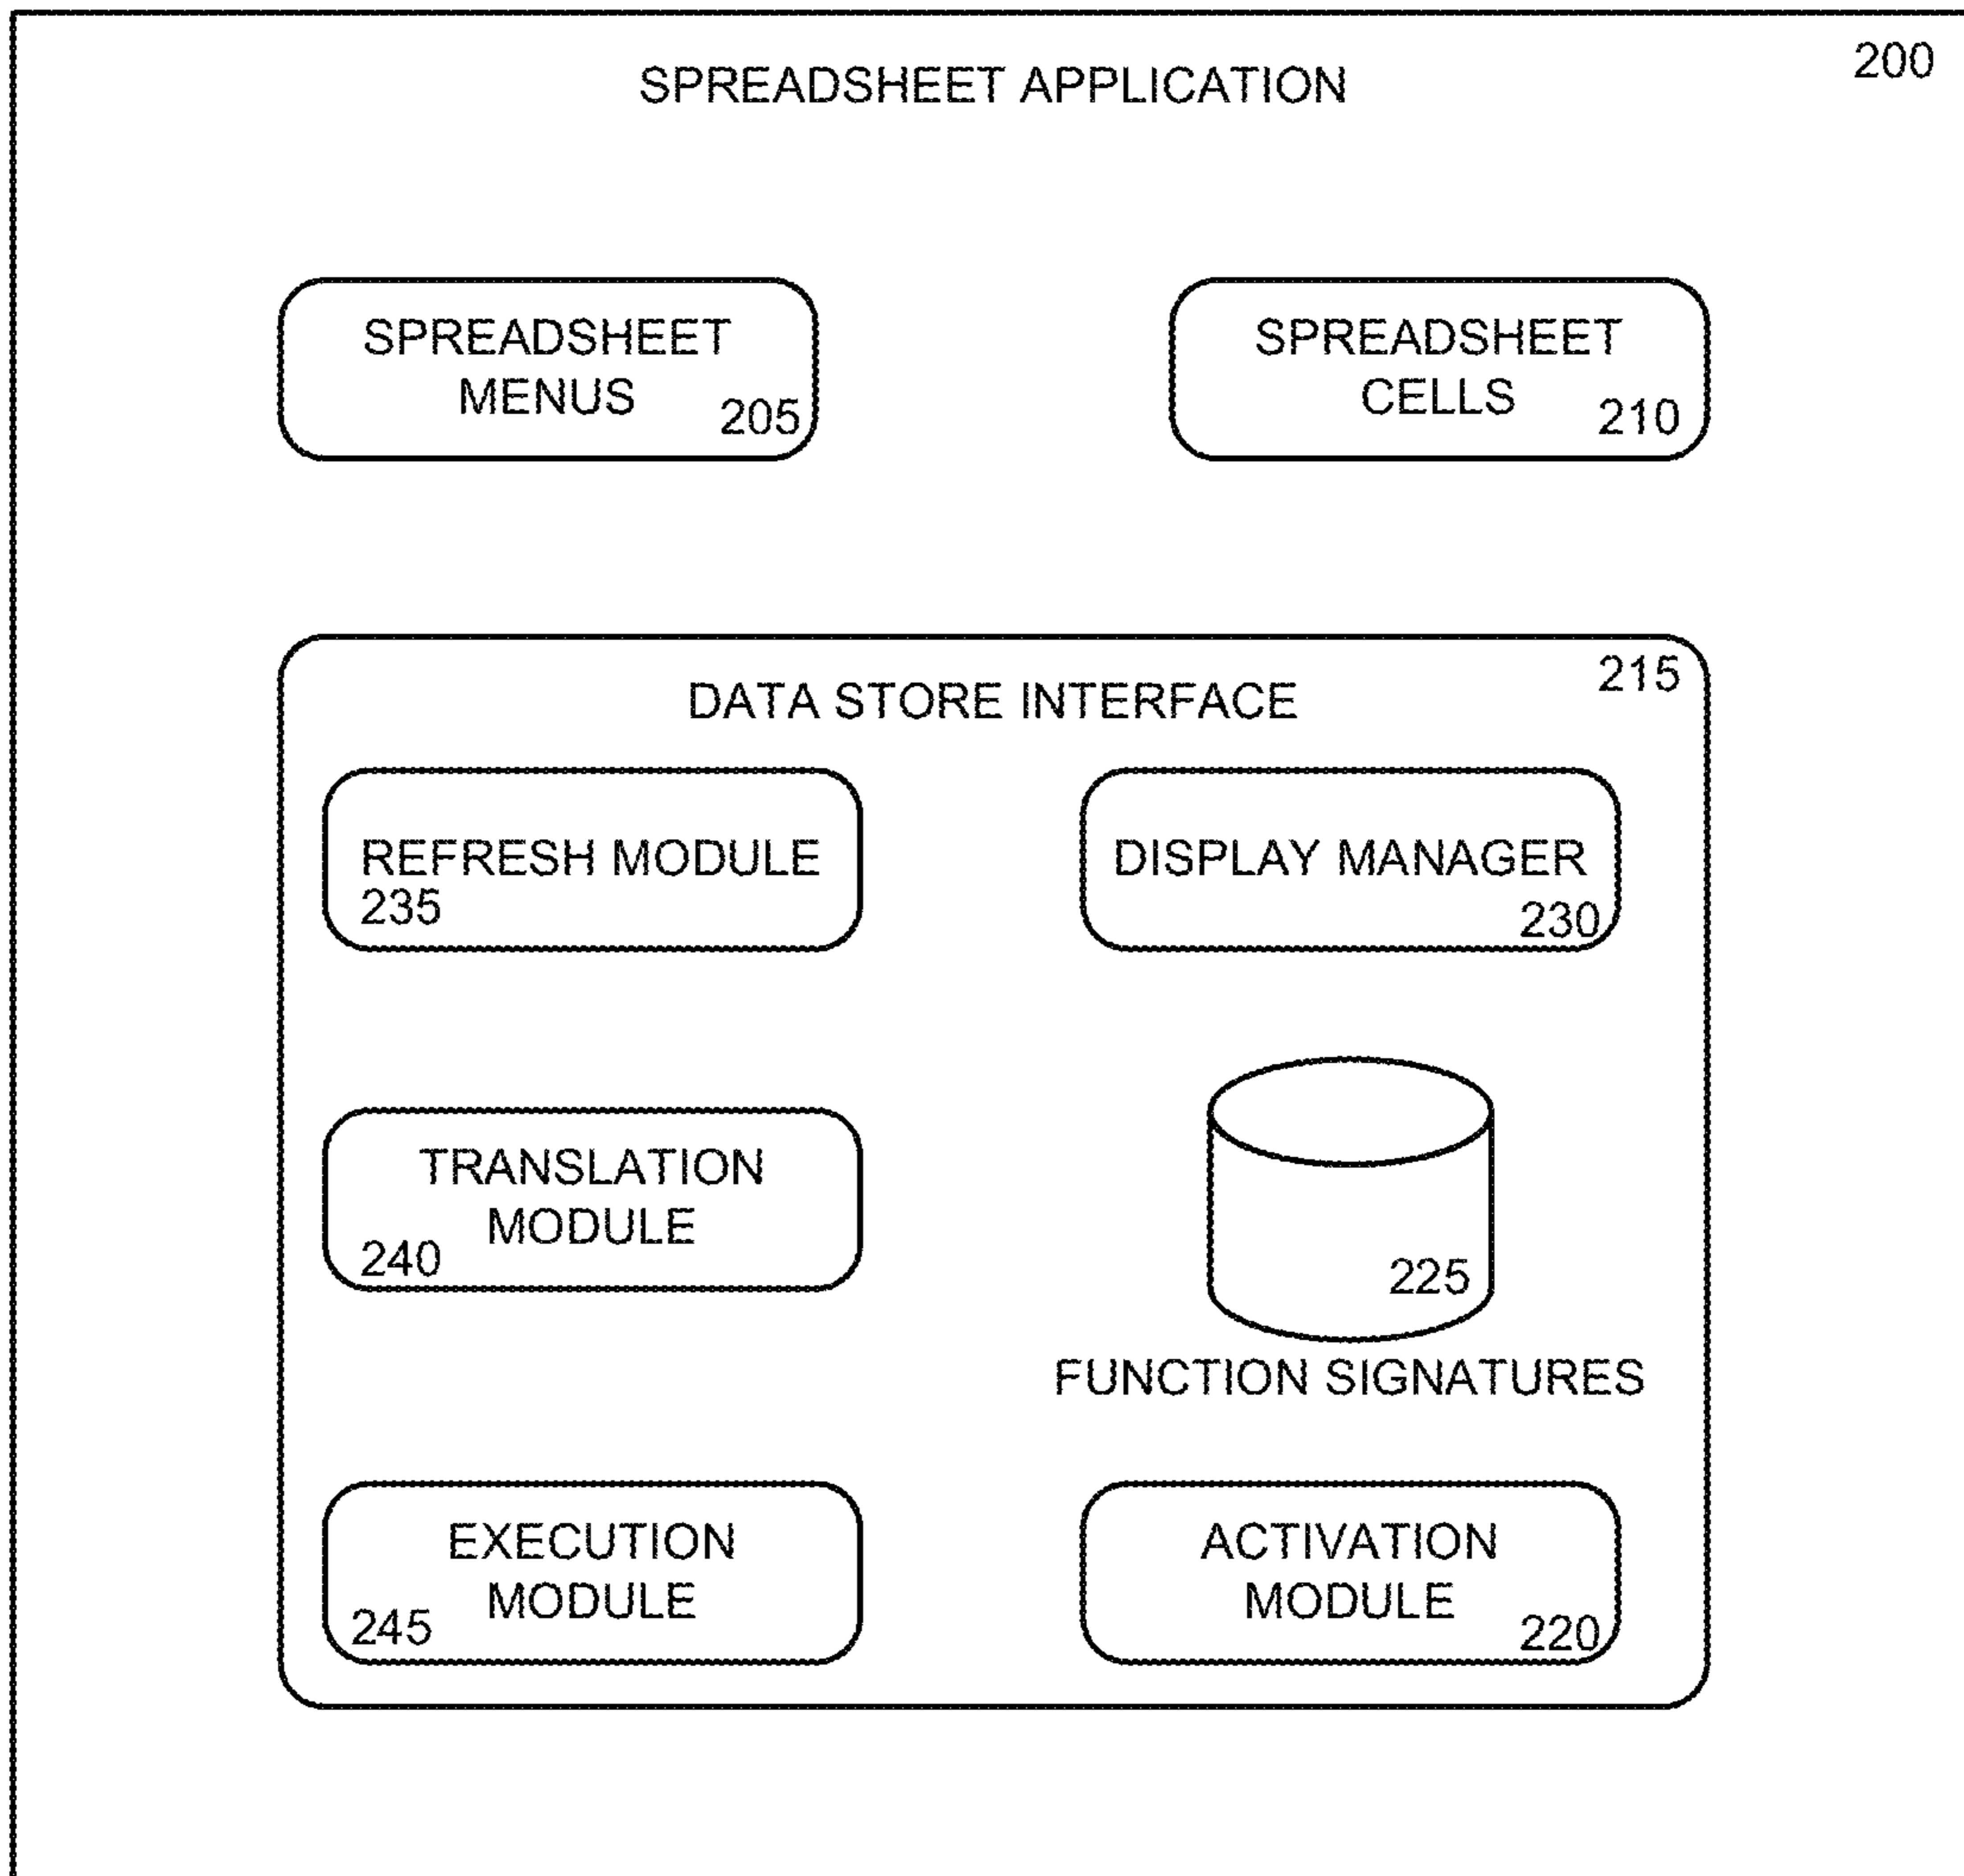 200
SPREADSHEET APPLICATION
SPREADSHEET
MENUS
205
SPREADSHEET
CELLS
210
215
DATA STORE INTERFACE
REFRESH MODULE
235
DISPLAY MANAGER
230
TRANSLATION
MODULE
240
225
FUNCTION SIGNATURES
EXECUTION
MODULE
245
ACTIVATION
MODULE
220